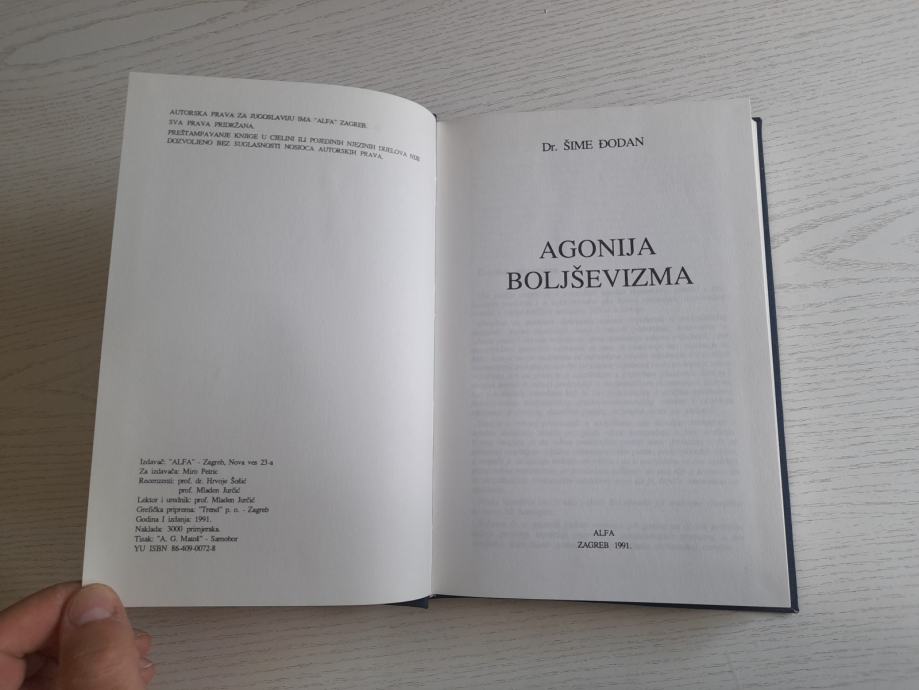 AUTORSKA PRAVA ZA JUGOSLAVIJU IMA "ALFA" ZAGREB.
SVA PRAVA PRIDRŽANA.
PREŠTAMPAVANJE KNJIGE U CJELINI ILI POJEDINIH NJEZINIH DIJELOVA NIJE
DOZVOLJENO BEZ SUGLASNOSTI NOSIOCA AUTORSKIH PRAVA.
Izdavač: "ALFA" - Zagreb, Nova ves 23-a
Za izdavača: Miro Petric
Recenzenti: prof. dr. Hrvoje Šošić
prof. Mladen Jurčić
Lektor i urednik: prof. Mladen Jurčić
Grafička priprema: "Trend" p. o. - Zagreb
Godina I izdanja: 1991.
Naklada: 3000 primjeraka.
Tisak: "A. G. Matoš" - Samobor
YU ISBN 86-409-0072-8
Dr. ŠIME ĐODAN
AGONIJA
BOLJŠEVIZMA
ALFA
ZAGREB 1991.